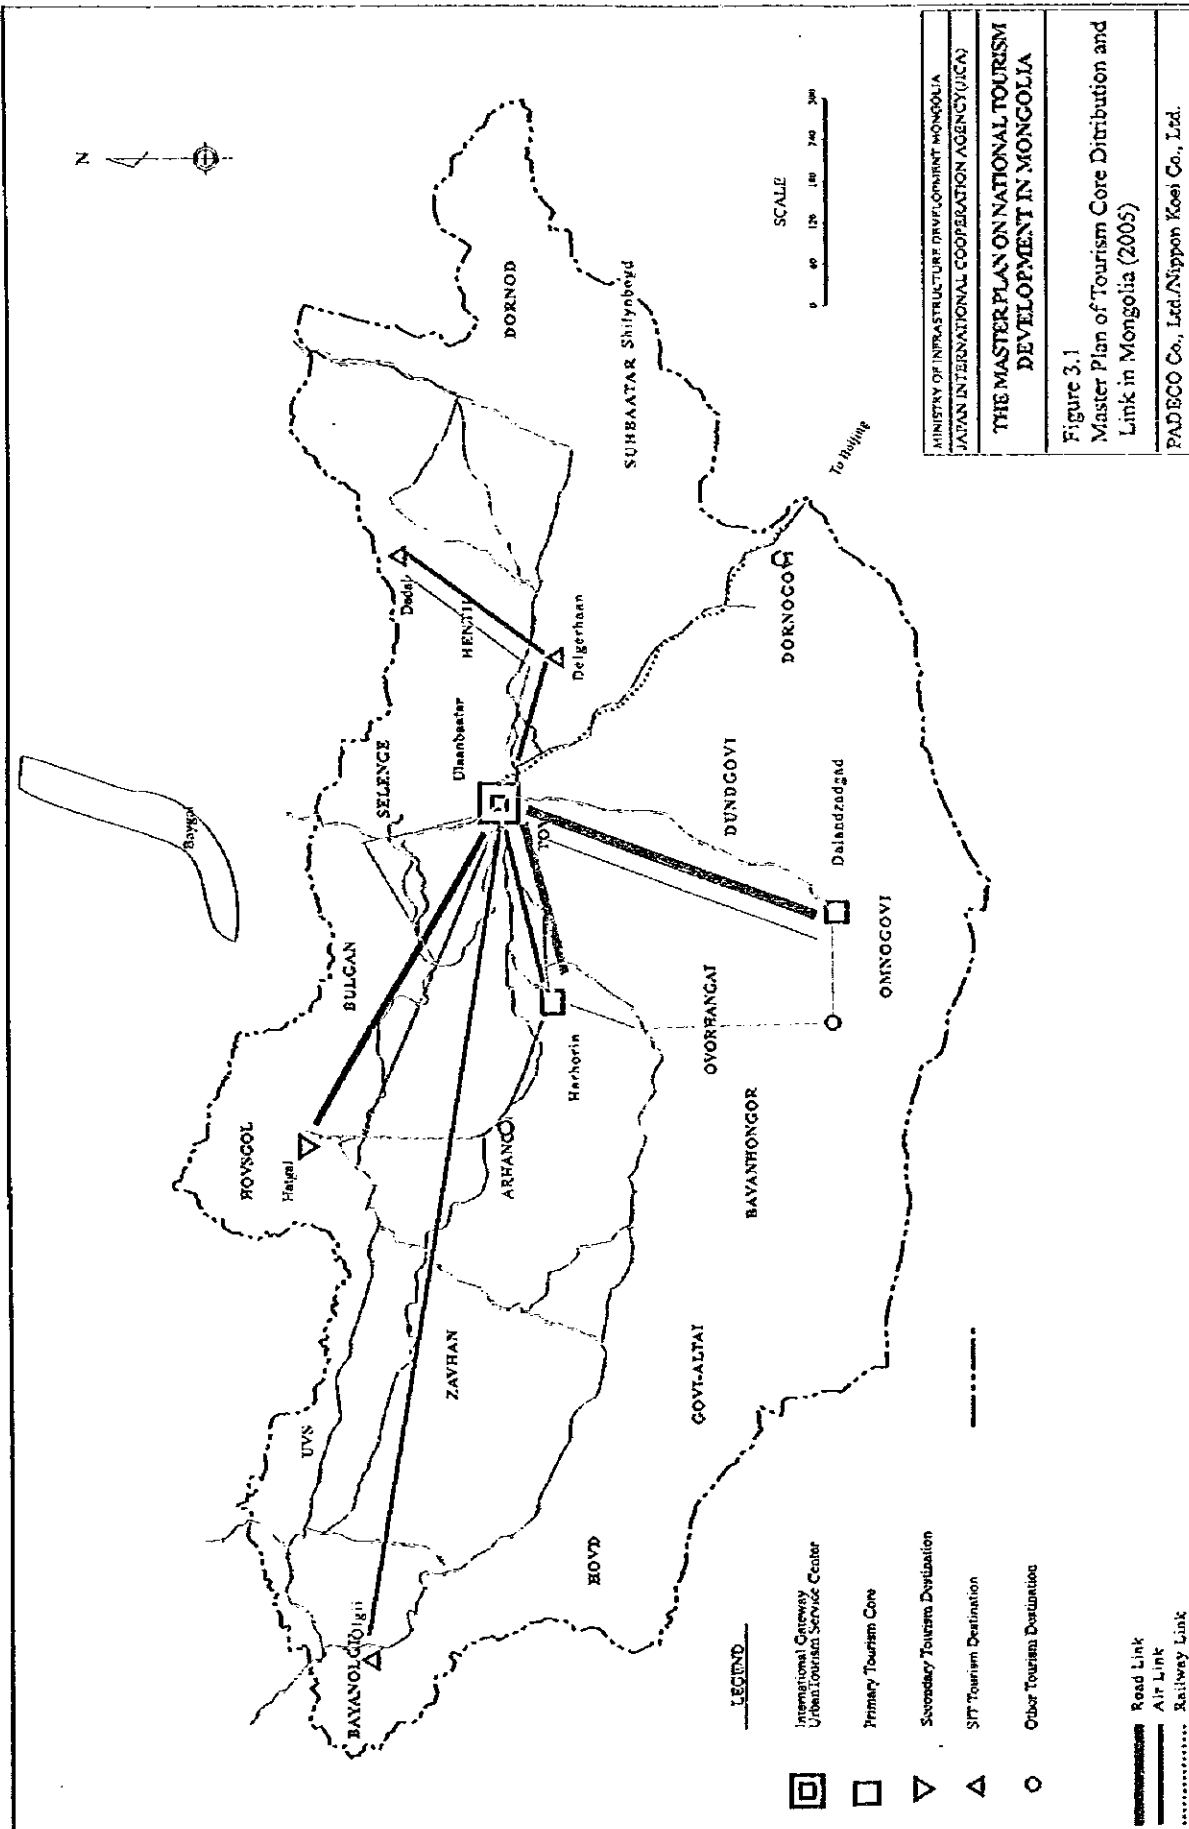 N
Baygal
HOVSGOL
Hatgal
UVS
BULGAN
SELENGE
Dadal
DORNOD
BAYANOLGII
Olgii
ZAVHAN
ARHANG
Ulaanbaatar
HENTII
TOV
Harhorin
Delgerhaan
SUHBAATAR Shilynbogd
HOVD
GOVI-ALTAI
BAYANHONGOR
OVORHANGAI
DUNDGOVI
DORNOGOVI
To Beijing
Dalandzadgad
OMNOGOVI
SCALE
0 60 120 180 240 300
LEGEND
International Gateway
Urban Tourism Service Center
Primary Tourism Core
Secondary Tourism Destination
SIT Tourism Destination
Other Tourism Destination
Road Link
Air Link
Railway Link
MINISTRY OF INFRASTRUCTURE DEVELOPMENT MONGOLIA
JAPAN INTERNATIONAL COOPERATION AGENCY(JICA)
THE MASTER PLAN ON NATIONAL TOURISM
DEVELOPMENT IN MONGOLIA
Figure 3.1
Master Plan of Tourism Core Ditribution and
Link in Mongolia (2005)
PADECO Co., Ltd./Nippon Koei Co., Ltd.